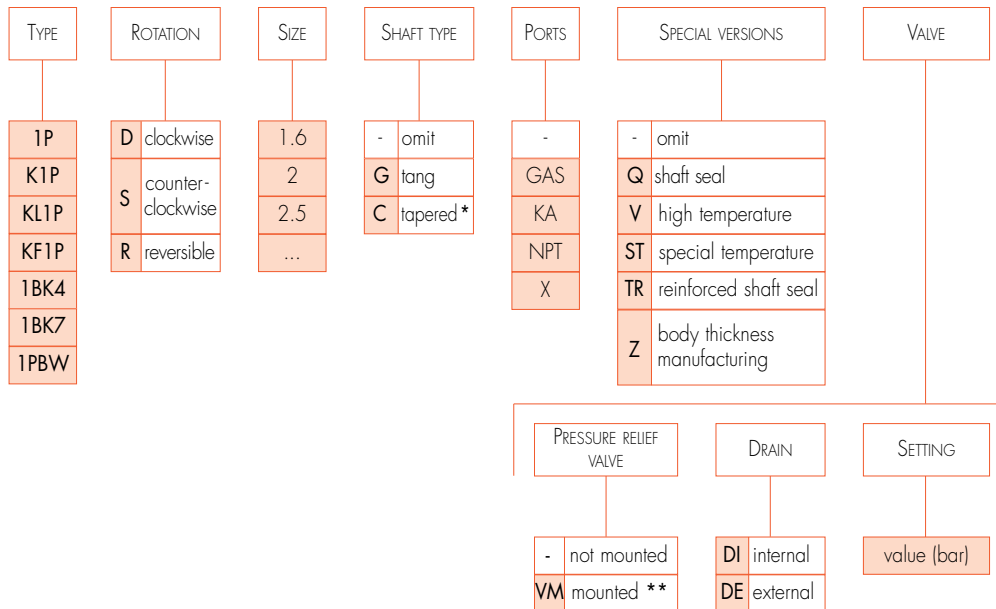 TYPE
ROTATION
SIZE
SHAFT TYPE
PORTS
SPECIAL VERSIONS
VALVE
1P
K1P
KL1P
KF1P
1BK4
1BK7
1PBW
D clockwise
S counter-
clockwise
R reversible
1.6
2
2.5
...
- omit
G tang
C tapered *
-
GAS
KA
NPT
X
- omit
Q shaft seal
V high temperature
ST special temperature
TR reinforced shaft seal
Z body thickness
manufacturing
PRESSURE RELIEF
VALVE
DRAIN
SETTING
- not mounted
VM mounted **
DI internal
DE external
value (bar)